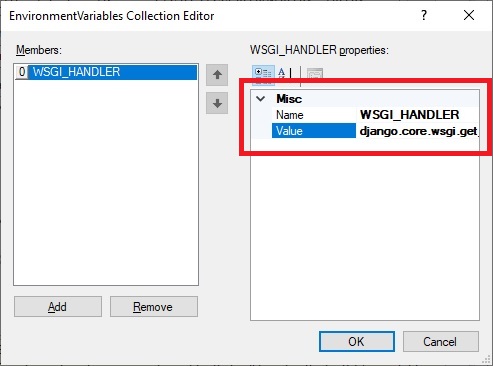 EnvironmentVariables Collection Editor ? ×
Members:
WSGI_HANDLER properties:
0 WSGI_HANDLER
Misc
Name WSGI_HANDLER
Value django.core.wsgi.get_
Add Remove
OK Cancel